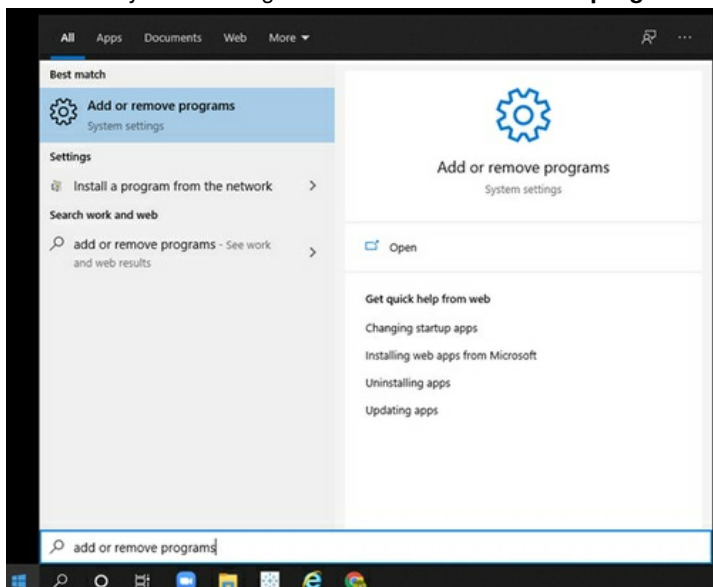 All Apps Documents Web More
Best match
Add or remove programs
System settings
Settings
Install a program from the network
Search work and web
add or remove programs - See work
and web results
Add or remove programs
System settings
Open
Get quick help from web
Changing startup apps
Installing web apps from Microsoft
Uninstalling apps
Updating apps
add or remove programs